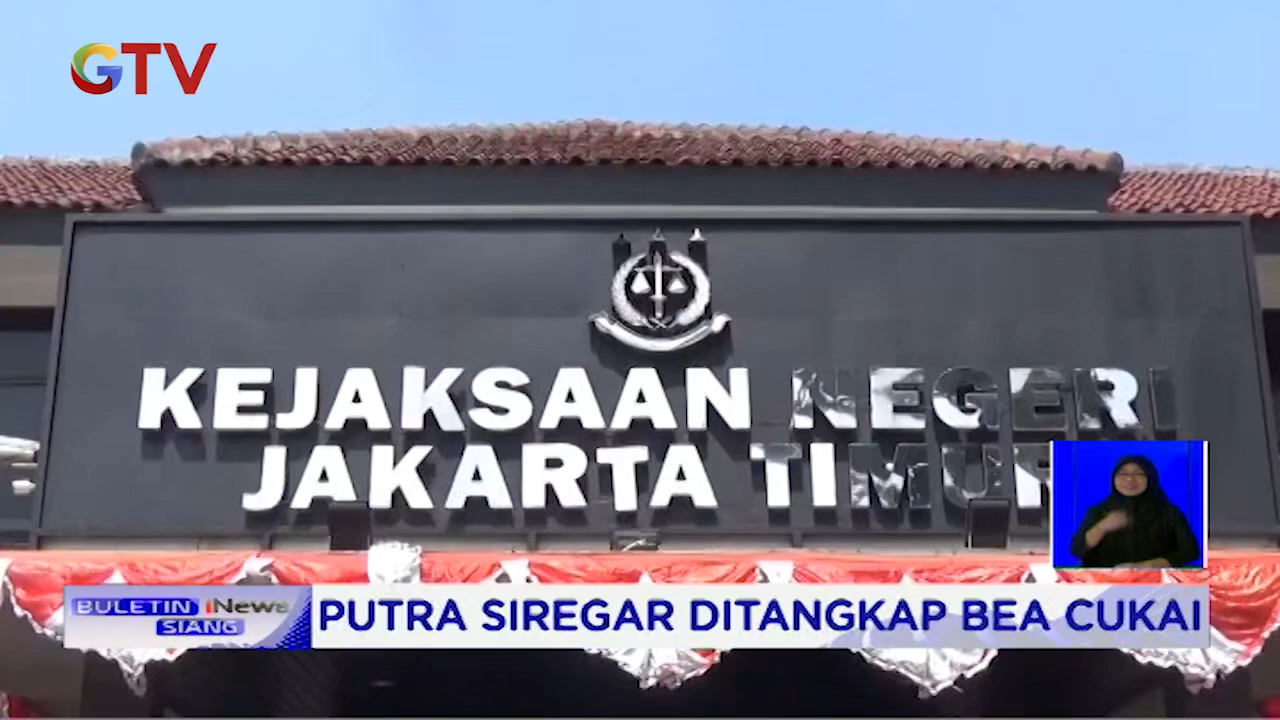 GTV
KEJAKSAAN NEGERI
JAKARTA TIMUR
BULETIN iNews
SIANG
PUTRA SIREGAR DITANGKAP BEA CUKAI